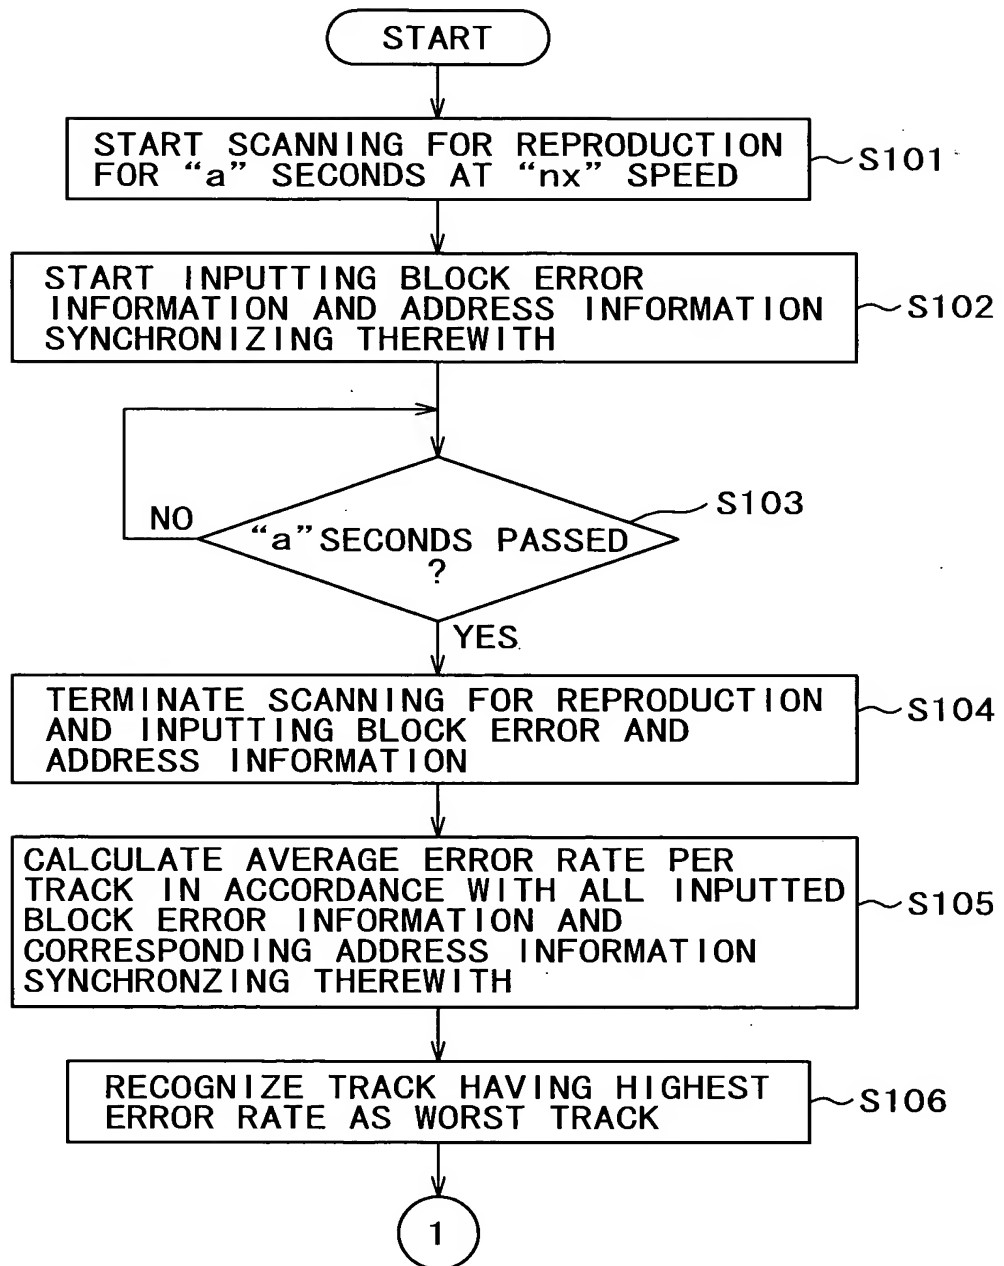 START
START SCANNING FOR REPRODUCTION
FOR “a” SECONDS AT “nx” SPEED
S101
START INPUTTING BLOCK ERROR
INFORMATION AND ADDRESS INFORMATION
SYNCHRONIZING THEREWITH
S102
S103
NO
“a”SECONDS PASSED
?
YES
TERMINATE SCANNING FOR REPRODUCTION
AND INPUTTING BLOCK ERROR AND
ADDRESS INFORMATION
S104
CALCULATE AVERAGE ERROR RATE PER
TRACK IN ACCORDANCE WITH ALL INPUTTED
BLOCK ERROR INFORMATION AND
CORRESPONDING ADDRESS INFORMATION
SYNCHRONZING THEREWITH
S105
RECOGNIZE TRACK HAVING HIGHEST
ERROR RATE AS WORST TRACK
S106
1